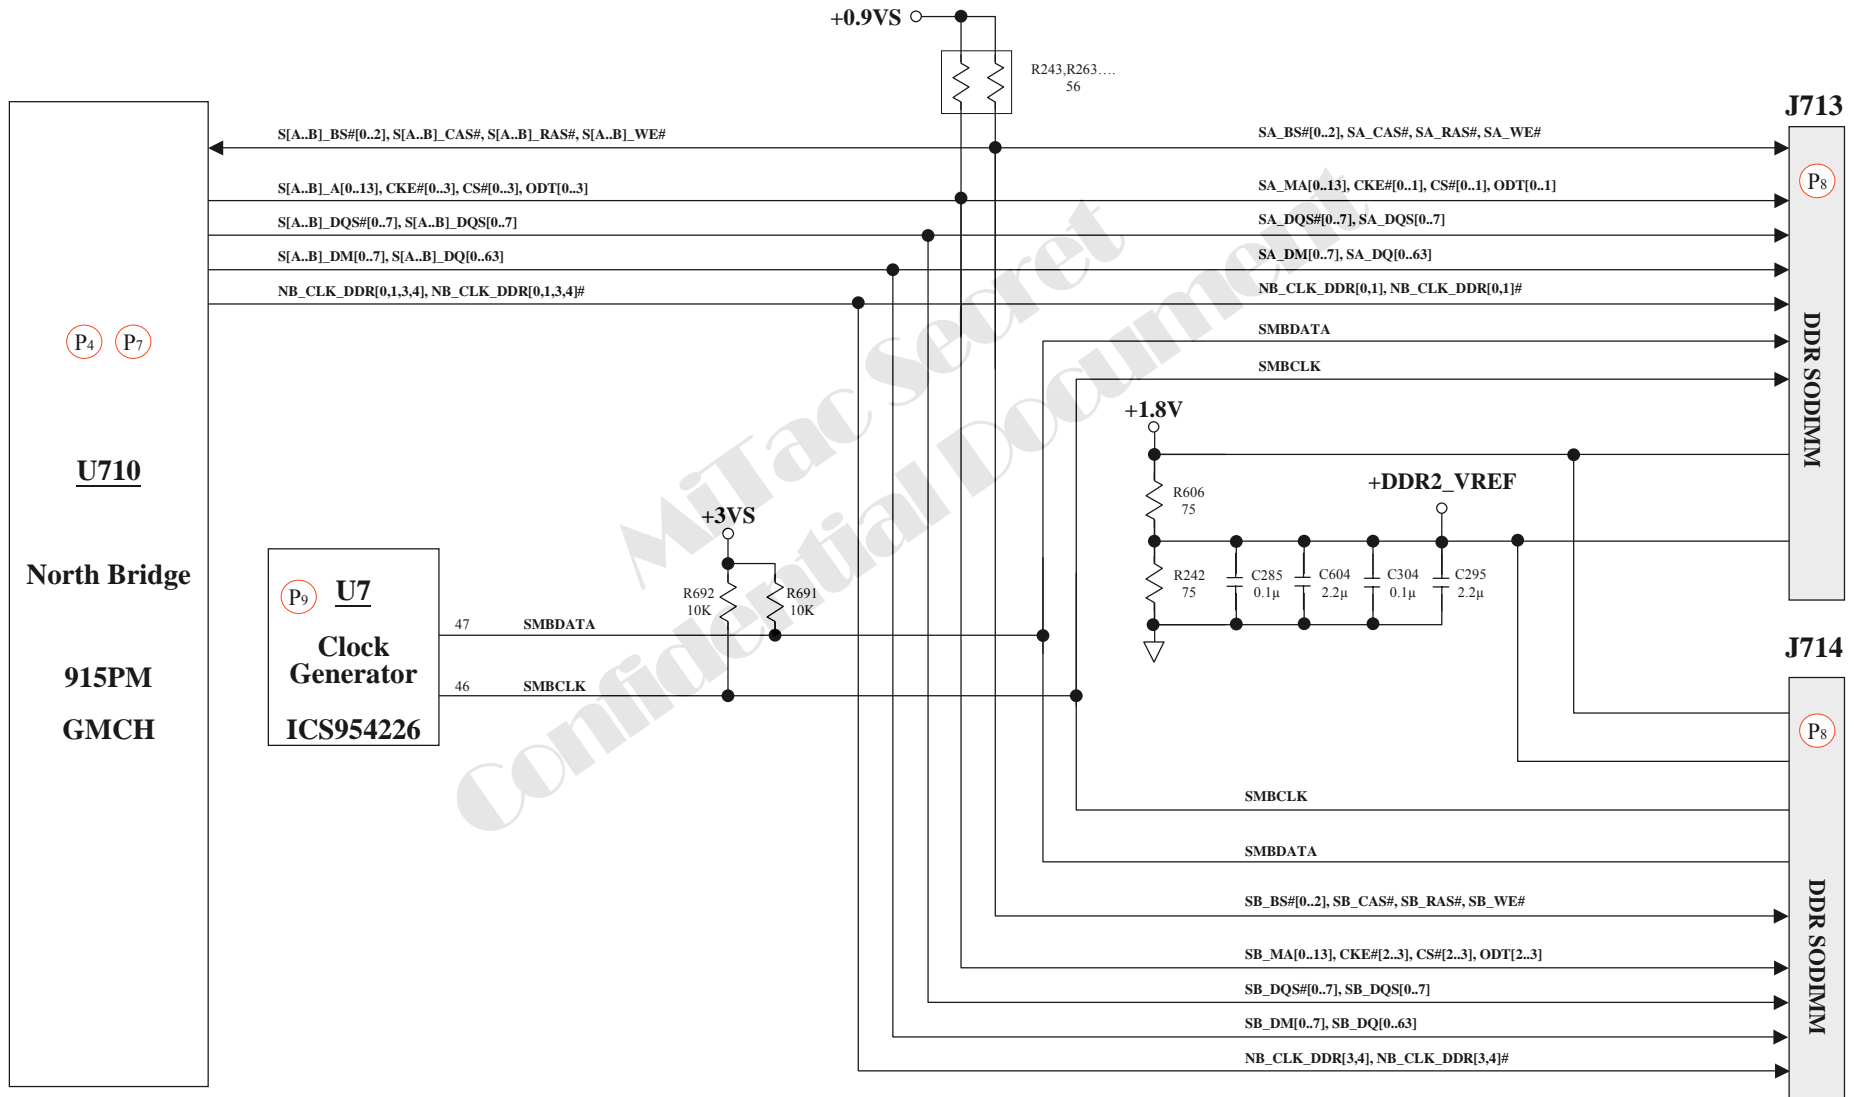 +0.9VS
R243,R263….
56
J713
S[A..B]_BS#[0..2], S[A..B]_CAS#, S[A..B]_RAS#, S[A..B]_WE#
SA_BS#[0..2], SA_CAS#, SA_RAS#, SA_WE#
P8
S[A..B]_A[0..13], CKE#[0..3], CS#[0..3], ODT[0..3]
SA_MA[0..13], CKE#[0..1], CS#[0..1], ODT[0..1]
S[A..B]_DQS#[0..7], S[A..B]_DQS[0..7]
SA_DQS#[0..7], SA_DQS[0..7]
S[A..B]_DM[0..7], S[A..B]_DQ[0..63]
SA_DM[0..7], SA_DQ[0..63]
NB_CLK_DDR[0,1,3,4], NB_CLK_DDR[0,1,3,4]#
NB_CLK_DDR[0,1], NB_CLK_DDR[0,1]#
SMBDATA
SMBCLK
DDR SODIMM
P4 P7
U710
North Bridge
915PM
GMCH
+1.8V
R606
75
+DDR2_VREF
R242
75
C285
0.1μ
C604
2.2μ
C304
0.1μ
C295
2.2μ
+3VS
R692
10K
R691
10K
P9 U7
Clock
Generator
ICS954226
47 SMBDATA
46 SMBCLK
MiTac Secret
Confidential Document
J714
P8
SMBCLK
SMBDATA
DDR SODIMM
SB_BS#[0..2], SB_CAS#, SB_RAS#, SB_WE#
SB_MA[0..13], CKE#[2..3], CS#[2..3], ODT[2..3]
SB_DQS#[0..7], SB_DQS[0..7]
SB_DM[0..7], SB_DQ[0..63]
NB_CLK_DDR[3,4], NB_CLK_DDR[3,4]#